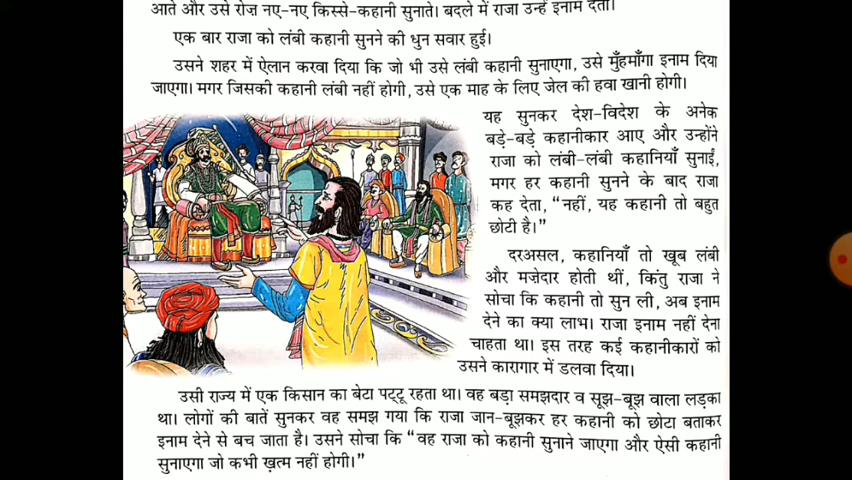 आते और उसे रोज़ नए-नए किस्से-कहानी सुनाते। बदले में राजा उन्हें इनाम देता।
एक बार राजा को लंबी कहानी सुनने की धुन सवार हुई।
उसने शहर में ऐलान करवा दिया कि जो भी उसे लंबी कहानी सुनाएगा, उसे मुँहमाँगा इनाम दिया
जाएगा। मगर जिसकी कहानी लंबी नहीं होगी, उसे एक माह के लिए जेल की हवा खानी होगी।
यह सुनकर देश-विदेश के अनेक
बड़े-बड़े कहानीकार आए और उन्होंने
राजा को लंबी-लंबी कहानियाँ सुनाईं,
मगर हर कहानी सुनने के बाद राजा
कह देता, “नहीं, यह कहानी तो बहुत
छोटी है।”
दरअसल, कहानियाँ तो खूब लंबी
और मज़ेदार होती थीं, किंतु राजा ने
सोचा कि कहानी तो सुन ली, अब इनाम
देने का क्या लाभ। राजा इनाम नहीं देना
चाहता था। इस तरह कई कहानीकारों को
उसने कारागार में डलवा दिया।
उसी राज्य में एक किसान का बेटा पट्टू रहता था। वह बड़ा समझदार व सूझ-बूझ वाला लड़का
था। लोगों की बातें सुनकर वह समझ गया कि राजा जान-बूझकर हर कहानी को छोटा बताकर
इनाम देने से बच जाता है। उसने सोचा कि “वह राजा को कहानी सुनाने जाएगा और ऐसी कहानी
सुनाएगा जो कभी ख़त्म नहीं होगी।”